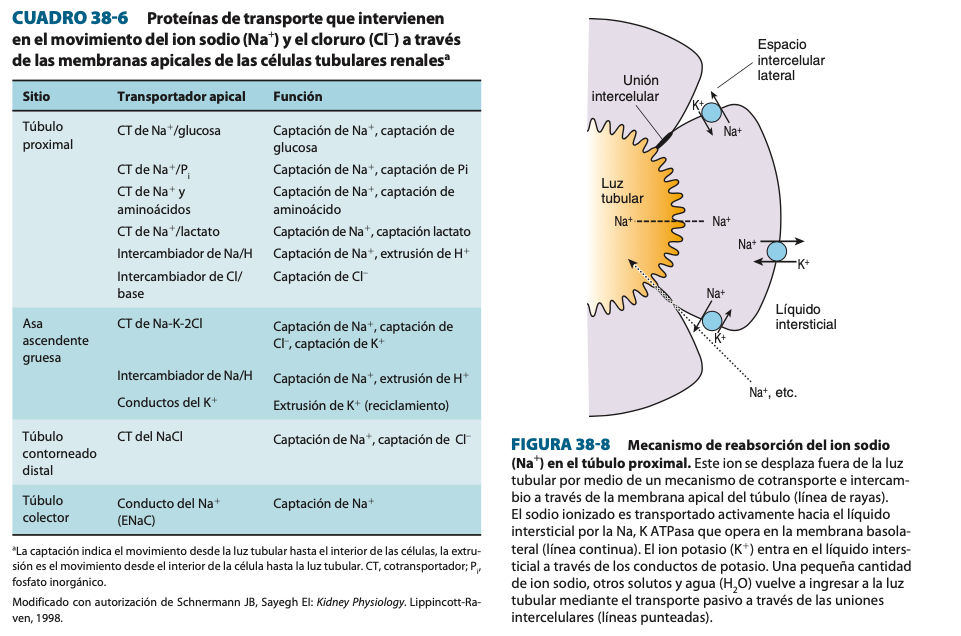 CUADRO 38-6 Proteínas de transporte que intervienen
en el movimiento del ion sodio (Na⁺) y el cloruro (Cl⁻) a través
de las membranas apicales de las células tubulares renalesᵃ
Sitio Transportador apical Función
Túbulo proximal CT de Na⁺/glucosa Captación de Na⁺, captación de
glucosa
CT de Na⁺/Pᵢ Captación de Na⁺, captación de Pi
CT de Na⁺ y Captación de Na⁺, captación de
aminoácidos aminoácido
CT de Na⁺/lactato Captación de Na⁺, captación lactato
Intercambiador de Na/H Captación de Na⁺, extrusión de H⁺
Intercambiador de Cl/ Captación de Cl⁻
base
Asa CT de Na-K-2Cl Captación de Na⁺, captación de
ascendente Cl⁻, captación de K⁺
gruesa
Intercambiador de Na/H Captación de Na⁺, extrusión de H⁺
Conductos del K⁺ Extrusión de K⁺ (reciclamiento)
Túbulo CT del NaCl Captación de Na⁺, captación de Cl⁻
contorneado
distal
Túbulo Conducto del Na⁺ Captación de Na⁺
colector (ENaC)
ᵃLa captación indica el movimiento desde la luz tubular hasta el interior de las células, la extru-
sión es el movimiento desde el interior de la célula hasta la luz tubular. CT, cotransportador; Pᵢ,
fosfato inorgánico.
Modificado con autorización de Schnermann JB, Sayegh EI: Kidney Physiology. Lippincott-Ra-
ven, 1998.
Espacio
intercelular
lateral
Unión
intercelular
K⁺
Na⁺
Luz
tubular
Na⁺ Na⁺
Na⁺
K⁺
Na⁺
K⁺
Líquido
intersticial
Na⁺, etc.
FIGURA 38-8 Mecanismo de reabsorción del ion sodio
(Na⁺) en el túbulo proximal. Este ion se desplaza fuera de la luz
tubular por medio de un mecanismo de cotransporte e intercam-
bio a través de la membrana apical del túbulo (línea de rayas).
El sodio ionizado es transportado activamente hacia el líquido
intersticial por la Na, K ATPasa que opera en la membrana basola-
teral (línea continua). El ion potasio (K⁺) entra en el líquido inters-
ticial a través de los conductos de potasio. Una pequeña cantidad
de ion sodio, otros solutos y agua (H₂O) vuelve a ingresar a la luz
tubular mediante el transporte pasivo a través de las uniones
intercelulares (líneas punteadas).